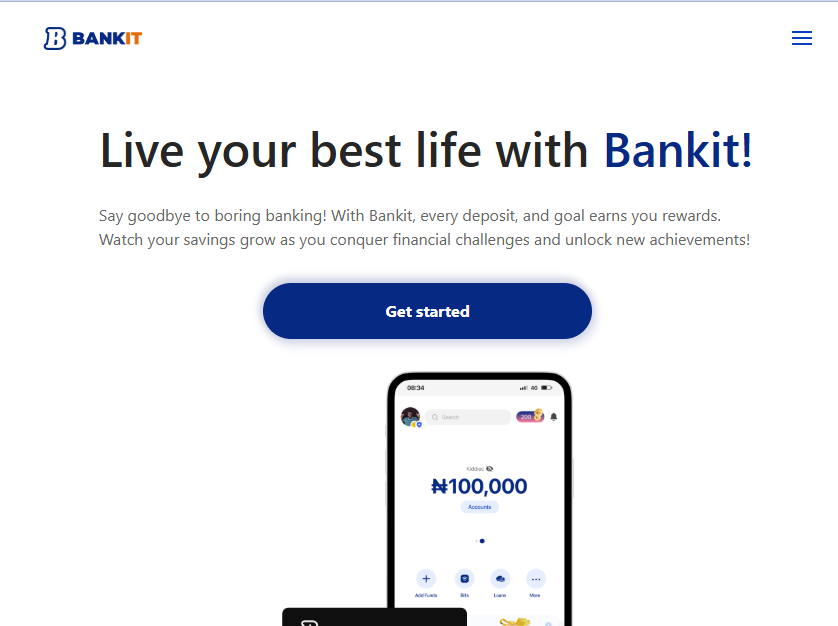 BANKIT
Live your best life with Bankit!
Say goodbye to boring banking! With Bankit, every deposit, and goal earns you rewards.
Watch your savings grow as you conquer financial challenges and unlock new achievements!
Get started
08:34 4G
Search 200
Kiddies
₦100,000
Accounts
Add Funds Bills Loans More